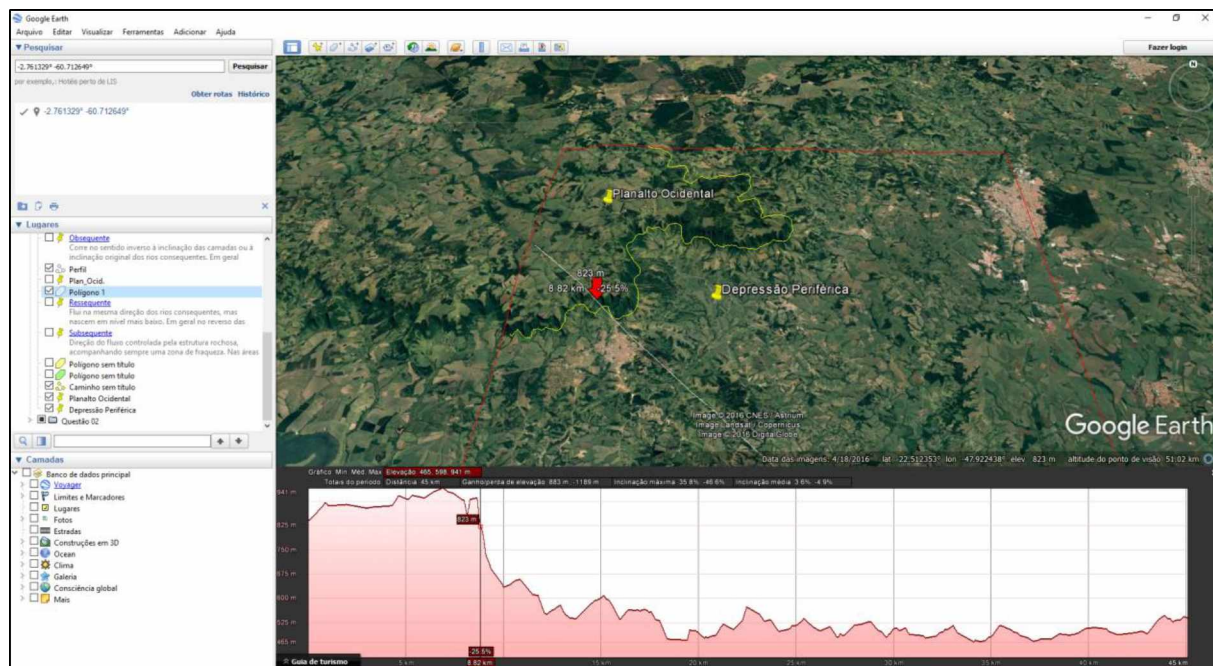 Google Earth
Arquivo Editar Visualizar Ferramentas Adicionar Ajuda
Pesquisar
-2.761329° -60.712649°
Pesquisar
por exemplo,: Hotéis perto de LIS
Obter rotas Histórico
-2.761329° -60.712649°
Lugares
Obsequente
Corre no sentido inverso à inclinação das camadas ou à
inclinação original dos rios consequentes. Em geral
Perfil
Plan_Ocid.
Polígono 1
Ressequente
Flui na mesma direção dos rios consequentes, mas
nascem em nível mais baixo. Em geral no reverso das
Subsequente
Direção do fluxo controlada pela estrutura rochosa,
acompanhando sempre uma zona de fraqueza. Nas áreas
Polígono sem título
Polígono sem título
Caminho sem título
Planalto Ocidental
Depressão Periférica
Questão 02
Camadas
Banco de dados principal
Voyager
Limites e Marcadores
Lugares
Fotos
Estradas
Construções em 3D
Ocean
Clima
Galeria
Consciência global
Mais
Fazer login
N
Planalto Ocidental
823 m
8.82 km -25.5%
Depressão Periférica
Image © 2016 CNES / Astrium
Image Landsat / Copernicus
Image © 2016 DigitalGlobe
Google Earth
Data das imagens: 4/18/2016 lat -22.512353° lon -47.922438° elev 823 m altitude do ponto de visão 51.02 km
Gráfico: Mín, Méd, Máx Elevação: 465, 598, 941 m
Totais do período: Distância: 45 km Ganho/perda de elevação: 883 m, -1186 m Inclinação máxima: 35.8%, -46.6% Inclinação média: 3.6%, -4.9%
941 m
825 m
750 m
675 m
600 m
525 m
465 m
823 m
-25.5%
Guia de turismo
5 km
8.82 km
15 km
20 km
25 km
30 km
35 km
40 km
45 km